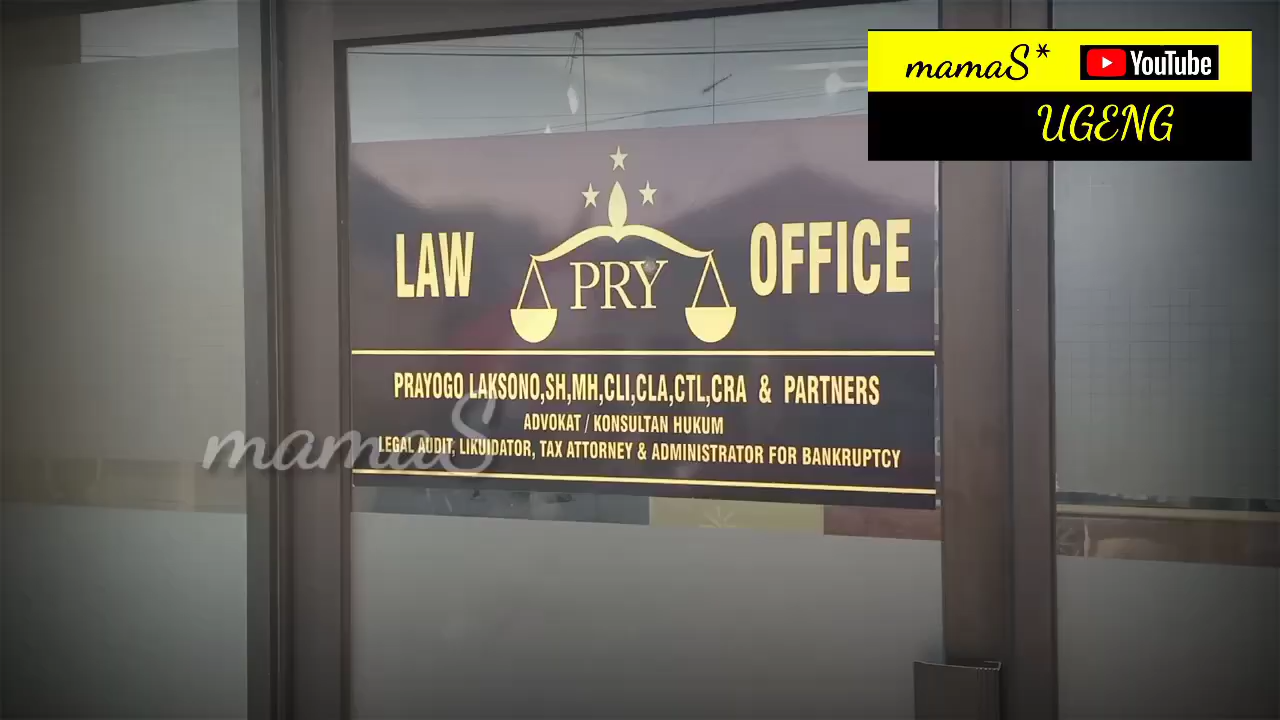 mamaS* YouTube
UGENG
LAW PRY OFFICE
PRAYOGO LAKSONO,SH,MH,CLI,CLA,CTL,CRA & PARTNERS
ADVOKAT / KONSULTAN HUKUM
LEGAL AUDIT, LIKUIDATOR, TAX ATTORNEY & ADMINISTRATOR FOR BANKRUPTCY
mamaS